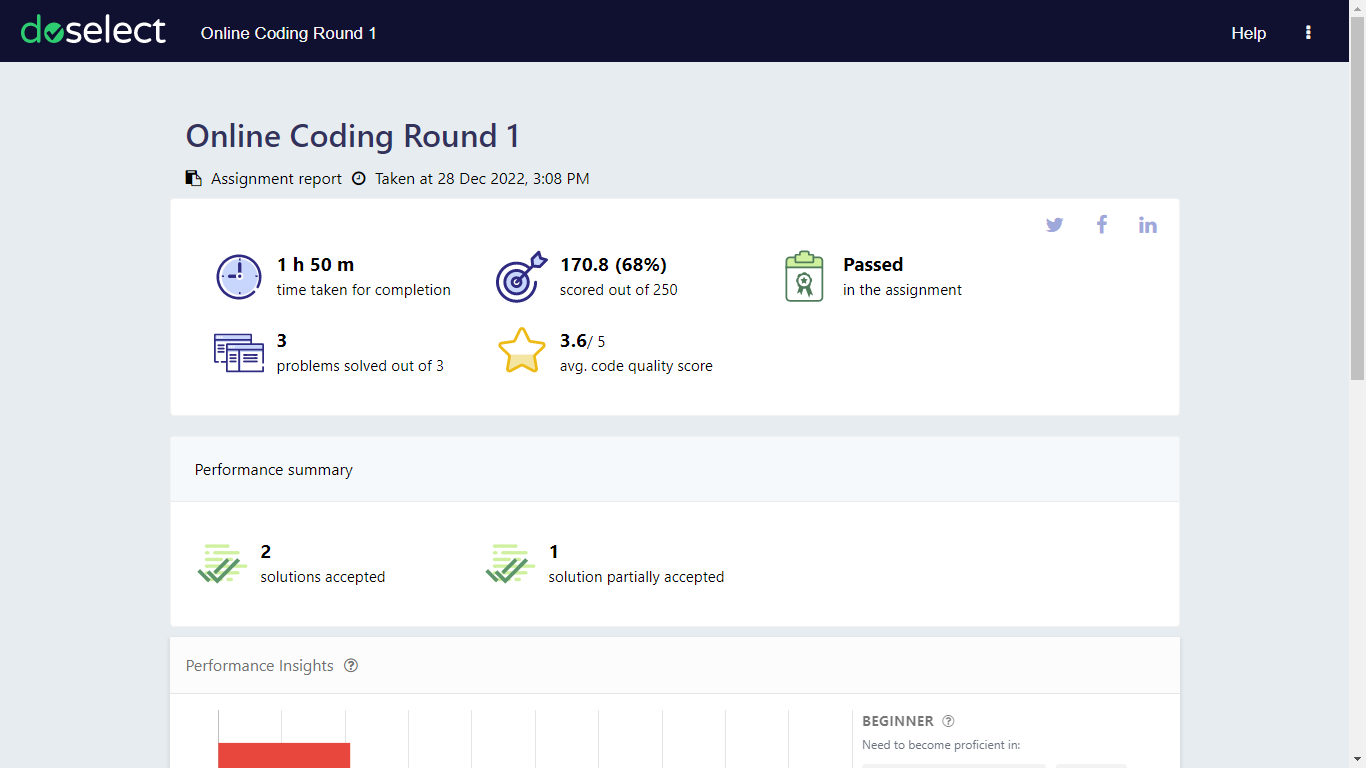 doselect Online Coding Round 1 Help
Online Coding Round 1
Assignment report Taken at 28 Dec 2022, 3:08 PM
1 h 50 m
time taken for completion
170.8 (68%)
scored out of 250
Passed
in the assignment
3
problems solved out of 3
3.6/ 5
avg. code quality score
Performance summary
2
solutions accepted
1
solution partially accepted
Performance Insights ?
BEGINNER ?
Need to become proficient in: